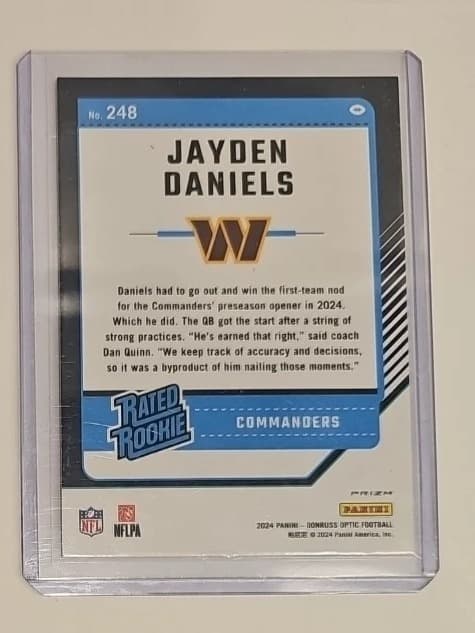 No. 248
JAYDEN
DANIELS
W
Daniels had to go out and win the first-team nod
for the Commanders' preseason opener in 2024.
Which he did. The QB got the start after a string of
strong practices. "He's earned that right," said coach
Dan Quinn. "We keep track of accuracy and decisions,
so it was a byproduct of him nailing those moments."
RATED
ROOKIE
COMMANDERS
PRIZM
PANINI
NFL
NFLPA
2024 PANINI – DONRUSS OPTIC FOOTBALL
© 2024 Panini America, Inc.